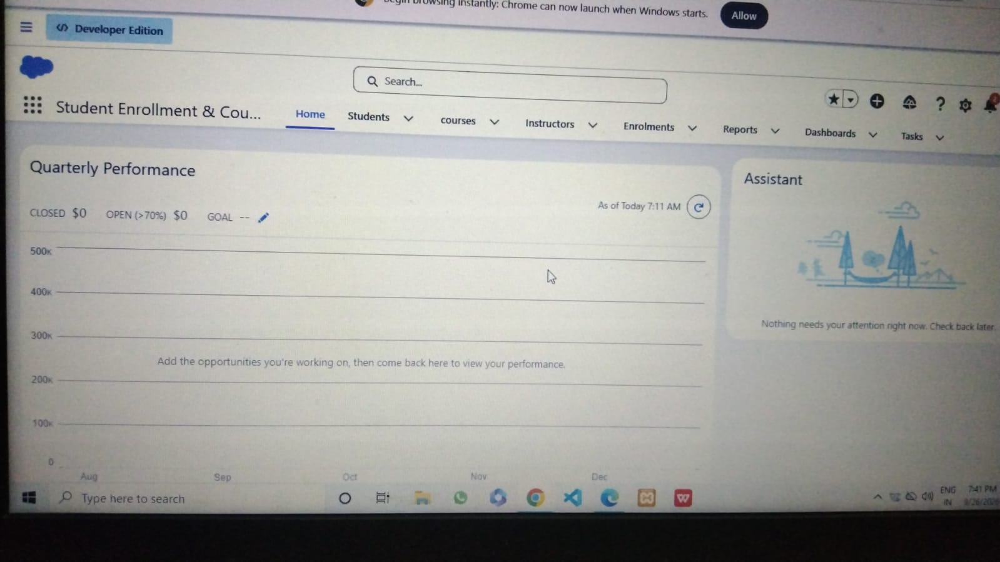 Begin browsing instantly: Chrome can now launch when Windows starts.
Allow
Developer Edition
Search...
Student Enrollment & Cou...
Home
Students
courses
Instructors
Enrolments
Reports
Dashboards
Tasks
Quarterly Performance
As of Today 7:11 AM
CLOSED $0 OPEN (>70%) $0 GOAL --
500K
400K
300K
Add the opportunities you're working on, then come back here to view your performance.
200K
100K
0
Aug Sep Oct Nov Dec
Assistant
Nothing needs your attention right now. Check back later.
Type here to search
ENG
IN
7:41 PM